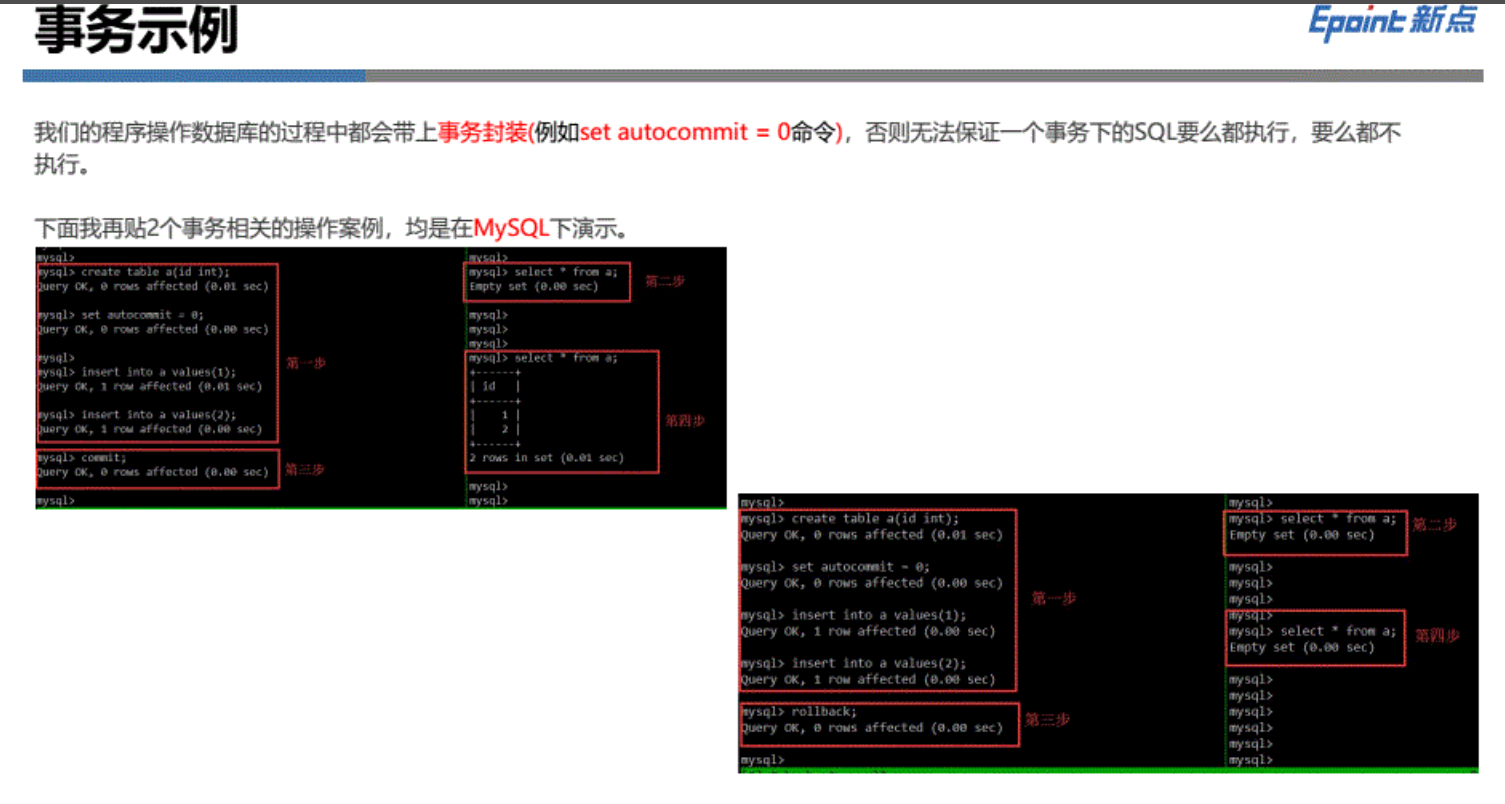 事务示例
Epoint 新点
我们的程序操作数据库的过程中都会带上事务封装(例如set autocommit = 0命令)，否则无法保证一个事务下的SQL要么都执行，要么都不
执行。
下面我再贴2个事务相关的操作案例，均是在MySQL下演示。
mysql>
mysql> create table a(id int);
Query OK, 0 rows affected (0.01 sec)
mysql> set autocommit = 0;
Query OK, 0 rows affected (0.00 sec)
mysql>
mysql> insert into a values(1);
Query OK, 1 row affected (0.01 sec)
mysql> insert into a values(2);
Query OK, 1 row affected (0.00 sec)
第一步
mysql> commit;
Query OK, 0 rows affected (0.00 sec)
第三步
mysql>
mysql>
mysql> select * from a;
Empty set (0.00 sec)
第二步
mysql>
mysql>
mysql>
mysql> select * from a;
+------+
| id   |
+------+
|    1 |
|    2 |
+------+
2 rows in set (0.01 sec)
第四步
mysql>
mysql>
mysql>
mysql> create table a(id int);
Query OK, 0 rows affected (0.01 sec)
mysql> set autocommit = 0;
Query OK, 0 rows affected (0.00 sec)
mysql> insert into a values(1);
Query OK, 1 row affected (0.00 sec)
mysql> insert into a values(2);
Query OK, 1 row affected (0.00 sec)
第一步
mysql> rollback;
Query OK, 0 rows affected (0.00 sec)
第三步
mysql>
mysql>
mysql> select * from a;
Empty set (0.00 sec)
第二步
mysql>
mysql>
mysql>
mysql>
mysql> select * from a;
Empty set (0.00 sec)
第四步
mysql>
mysql>
mysql>
mysql>
mysql>
mysql>